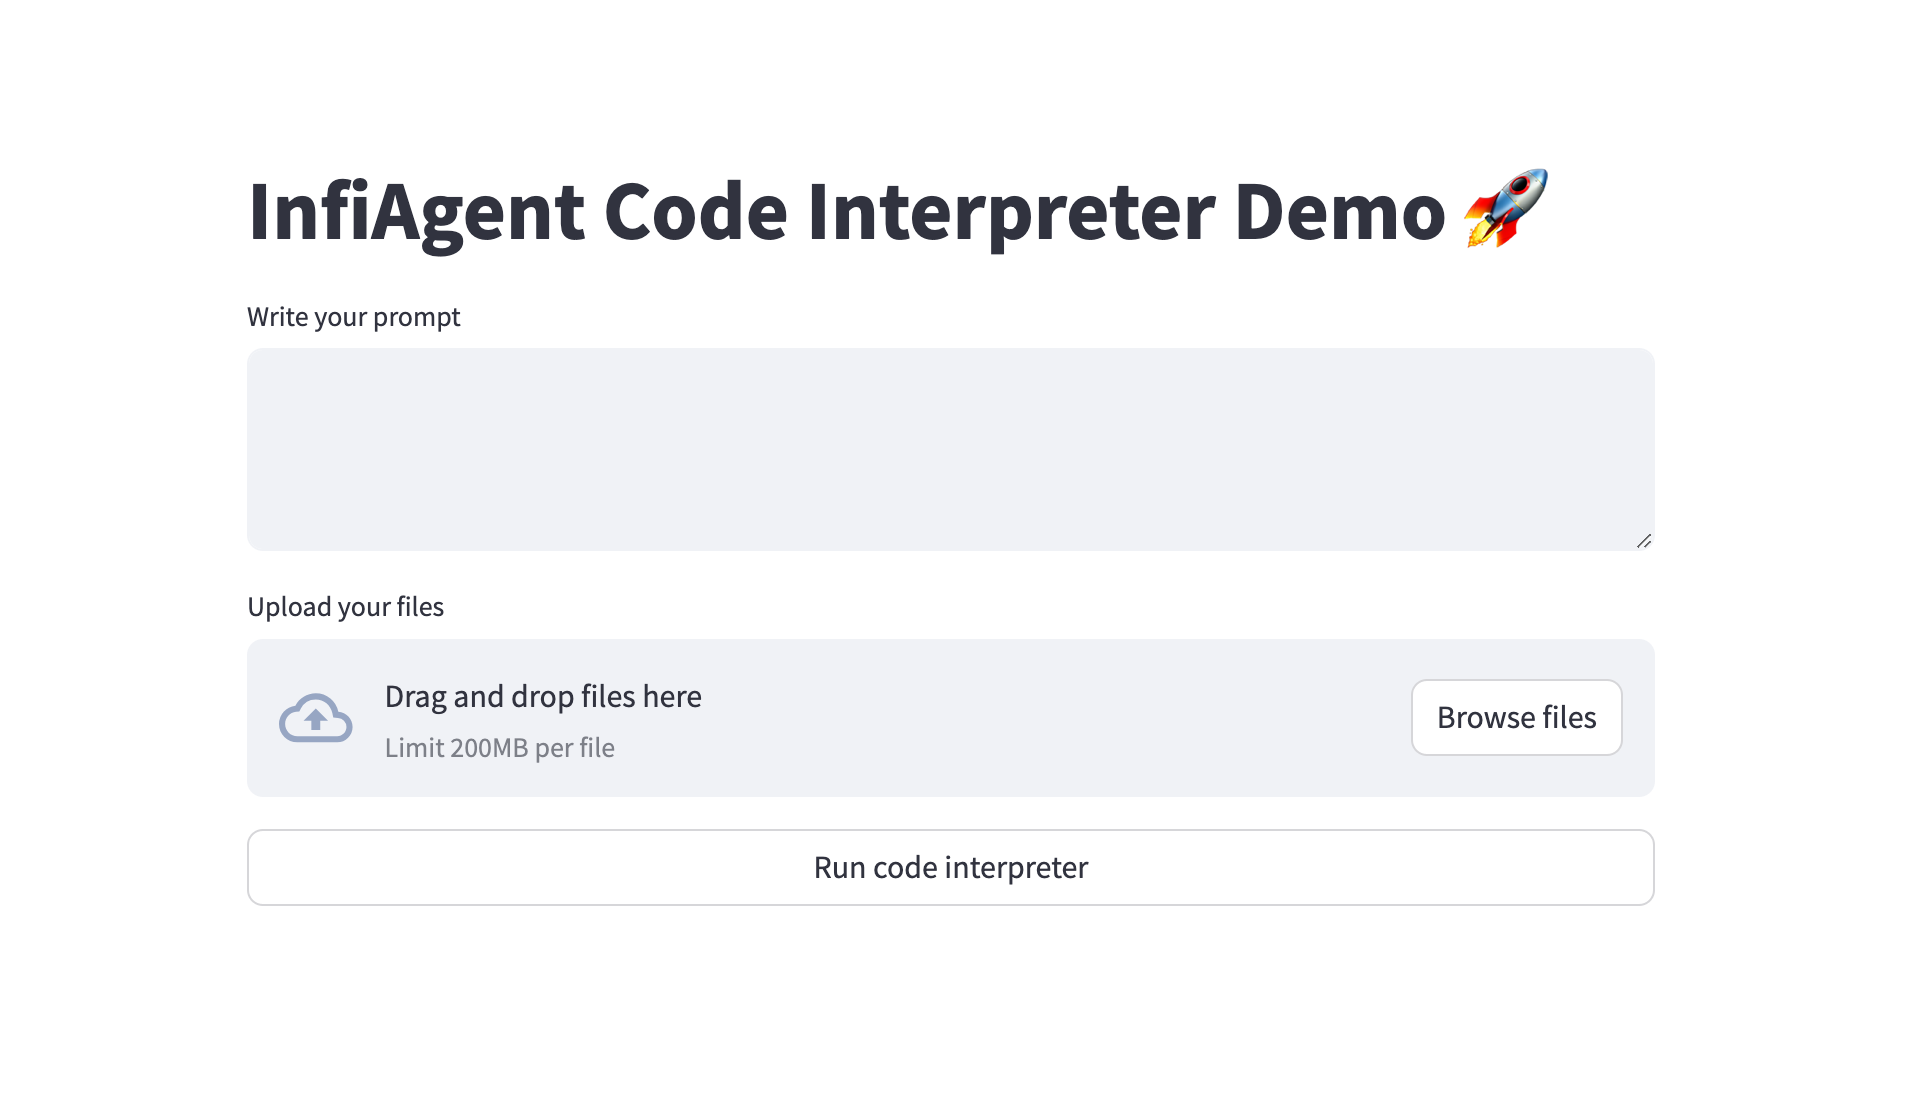 InfiAgent Code Interpreter Demo 🚀
Write your prompt
Upload your files
Drag and drop files here
Limit 200MB per file
Browse files
Run code interpreter